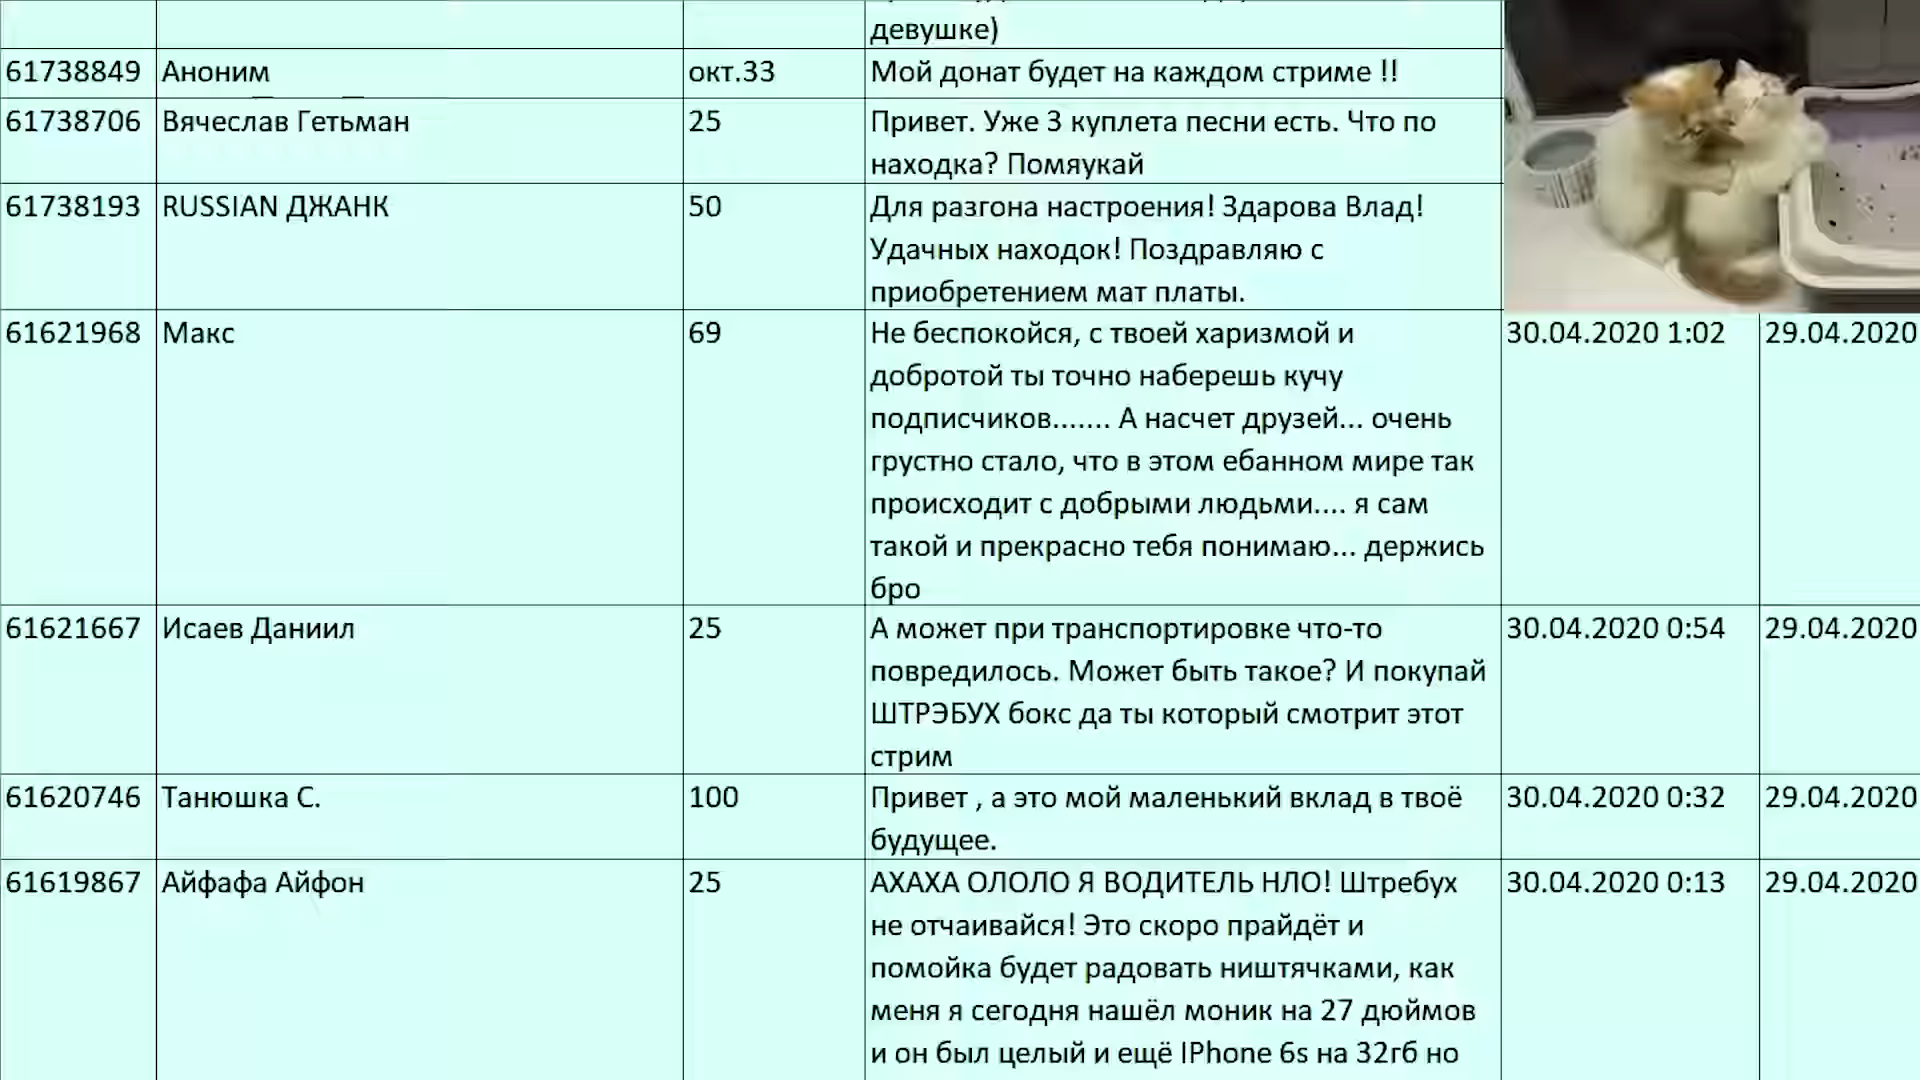 девушке)
61738849 Аноним окт.33 Мой донат будет на каждом стриме !!
61738706 Вячеслав Гетьман 25 Привет. Уже 3 куплета песни есть. Что по
находка? Помяукай
61738193 RUSSIAN ДЖАНК 50 Для разгона настроения! Здарова Влад!
Удачных находок! Поздравляю с
приобретением мат платы.
61621968 Макс 69 Не беспокойся, с твоей харизмой и 30.04.2020 1:02 29.04.2020
добротой ты точно наберешь кучу
подписчиков....... А насчет друзей... очень
грустно стало, что в этом ебанном мире так
происходит с добрыми людьми.... я сам
такой и прекрасно тебя понимаю... держись
бро
61621667 Исаев Даниил 25 А может при транспортировке что-то 30.04.2020 0:54 29.04.2020
повредилось. Может быть такое? И покупай
ШТРЭБУХ бокс да ты который смотрит этот
стрим
61620746 Танюшка С. 100 Привет , а это мой маленький вклад в твоё 30.04.2020 0:32 29.04.2020
будущее.
61619867 Айфафа Айфон 25 АХАХА ОЛОЛО Я ВОДИТЕЛЬ НЛО! Штребух 30.04.2020 0:13 29.04.2020
не отчаивайся! Это скоро прайдёт и
помойка будет радовать ништячками, как
меня я сегодня нашёл моник на 27 дюймов
и он был целый и ещё IPhone 6s на 32гб но